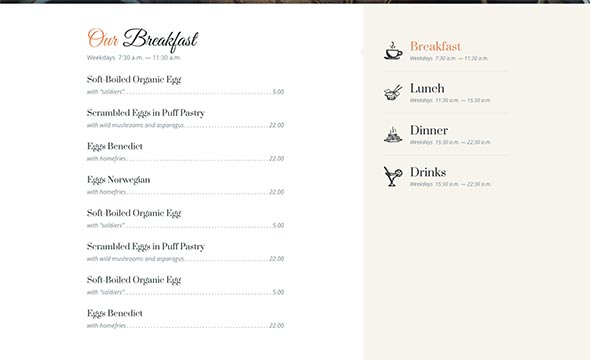 Our Breakfast
Weekdays 7:30 a.m. — 11:30 a.m.
Soft-Boiled Organic Egg
with "soldiers" 5.00
Scrambled Eggs in Puff Pastry
with wild mushrooms and asparagus 22.00
Eggs Benedict
with homefries 22.00
Eggs Norwegian
with homefries 22.00
Soft-Boiled Organic Egg
with "soldiers" 5.00
Scrambled Eggs in Puff Pastry
with wild mushrooms and asparagus 22.00
Soft-Boiled Organic Egg
with "soldiers" 5.00
Eggs Benedict
with homefries 22.00
Breakfast
Weekdays 7:30 a.m. — 11:30 a.m.
Lunch
Weekdays 11:30 a.m. — 15:30 a.m.
Dinner
Weekdays 15:30 a.m. — 22:30 a.m.
Drinks
Weekdays 15:30 a.m. — 22:30 a.m.